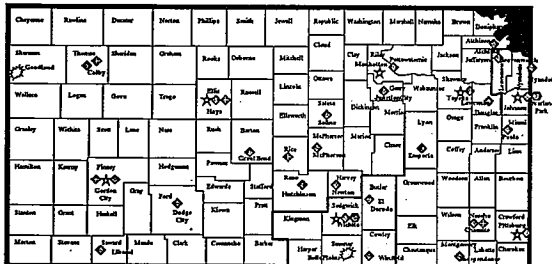 Cheyenne Rawlins Decatur Norton Phillips Smith Jewell Republic Washington Marshall Nemaha Brown Doniphan
Atchison
Sherman Thomas Sheridan Graham Rooks Osborne Mitchell Cloud Clay Riley Pottawatomie Jackson Jefferson
Goodland Colby Manhattan
Ottawa
Wallace Logan Gove Trego Ellis Russell Lincoln Geary Wabaunsee Shawnee Johnson
Hays Junction City Topeka Lawrence Park
Saline Dickinson
Salina
Ellsworth Morris Osage Douglas Miami
Greeley Wichita Scott Lane Ness Rush Barton McPherson Marion Lyon Franklin Paola
Great Bend Rice McPherson Chase Emporia Coffey Anderson Linn
Hamilton Kearny Finney Hodgeman Pawnee
Garden City Edwards Stafford Reno Harvey Butler Greenwood Woodson Allen Bourbon
Gray Ford Hutchinson Newton El Dorado
Dodge City Pratt Sedgwick
Stanton Grant Haskell Kiowa Kingman Wichita Wilson Neosho Crawford
Chanute Pittsburg
Elk
Morton Stevens Seward Meade Clark Comanche Barber Harper Sumner Cowley Chautauqua Montgomery Labette Cherokee
Liberal Belle Plaine Winfield Independence